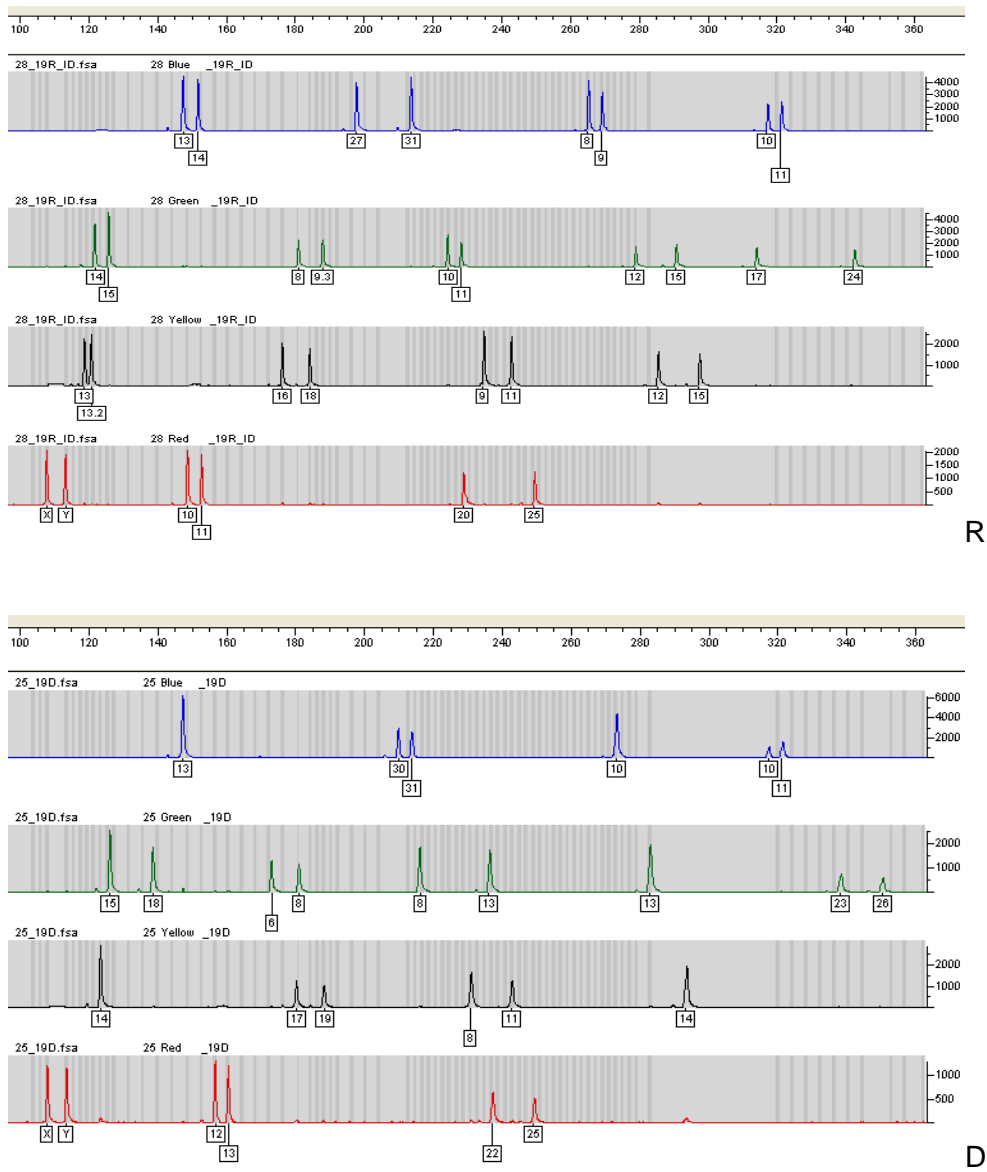 100 120 140 160 180 200 220 240 260 280 300 320 340 360
28_19R_ID.fsa 28 Blue _19R_ID
4000
3000
2000
1000
13 14 27 31 8 9 10 11
28_19R_ID.fsa 28 Green _19R_ID
4000
3000
2000
1000
14 15 8 9.3 10 11 12 15 17 24
28_19R_ID.fsa 28 Yellow _19R_ID
2000
1000
13 13.2 16 18 9 11 12 15
28_19R_ID.fsa 28 Red _19R_ID
2000
1500
1000
500
X Y 10 11 20 25
R
100 120 140 160 180 200 220 240 260 280 300 320 340 360
25_19D.fsa 25 Blue _19D
6000
4000
2000
13 30 31 10 10 11
25_19D.fsa 25 Green _19D
2000
1000
15 18 6 8 8 13 13 23 26
25_19D.fsa 25 Yellow _19D
2000
1000
14 17 19 8 11 14
25_19D.fsa 25 Red _19D
1000
500
X Y 12 13 22 25
D